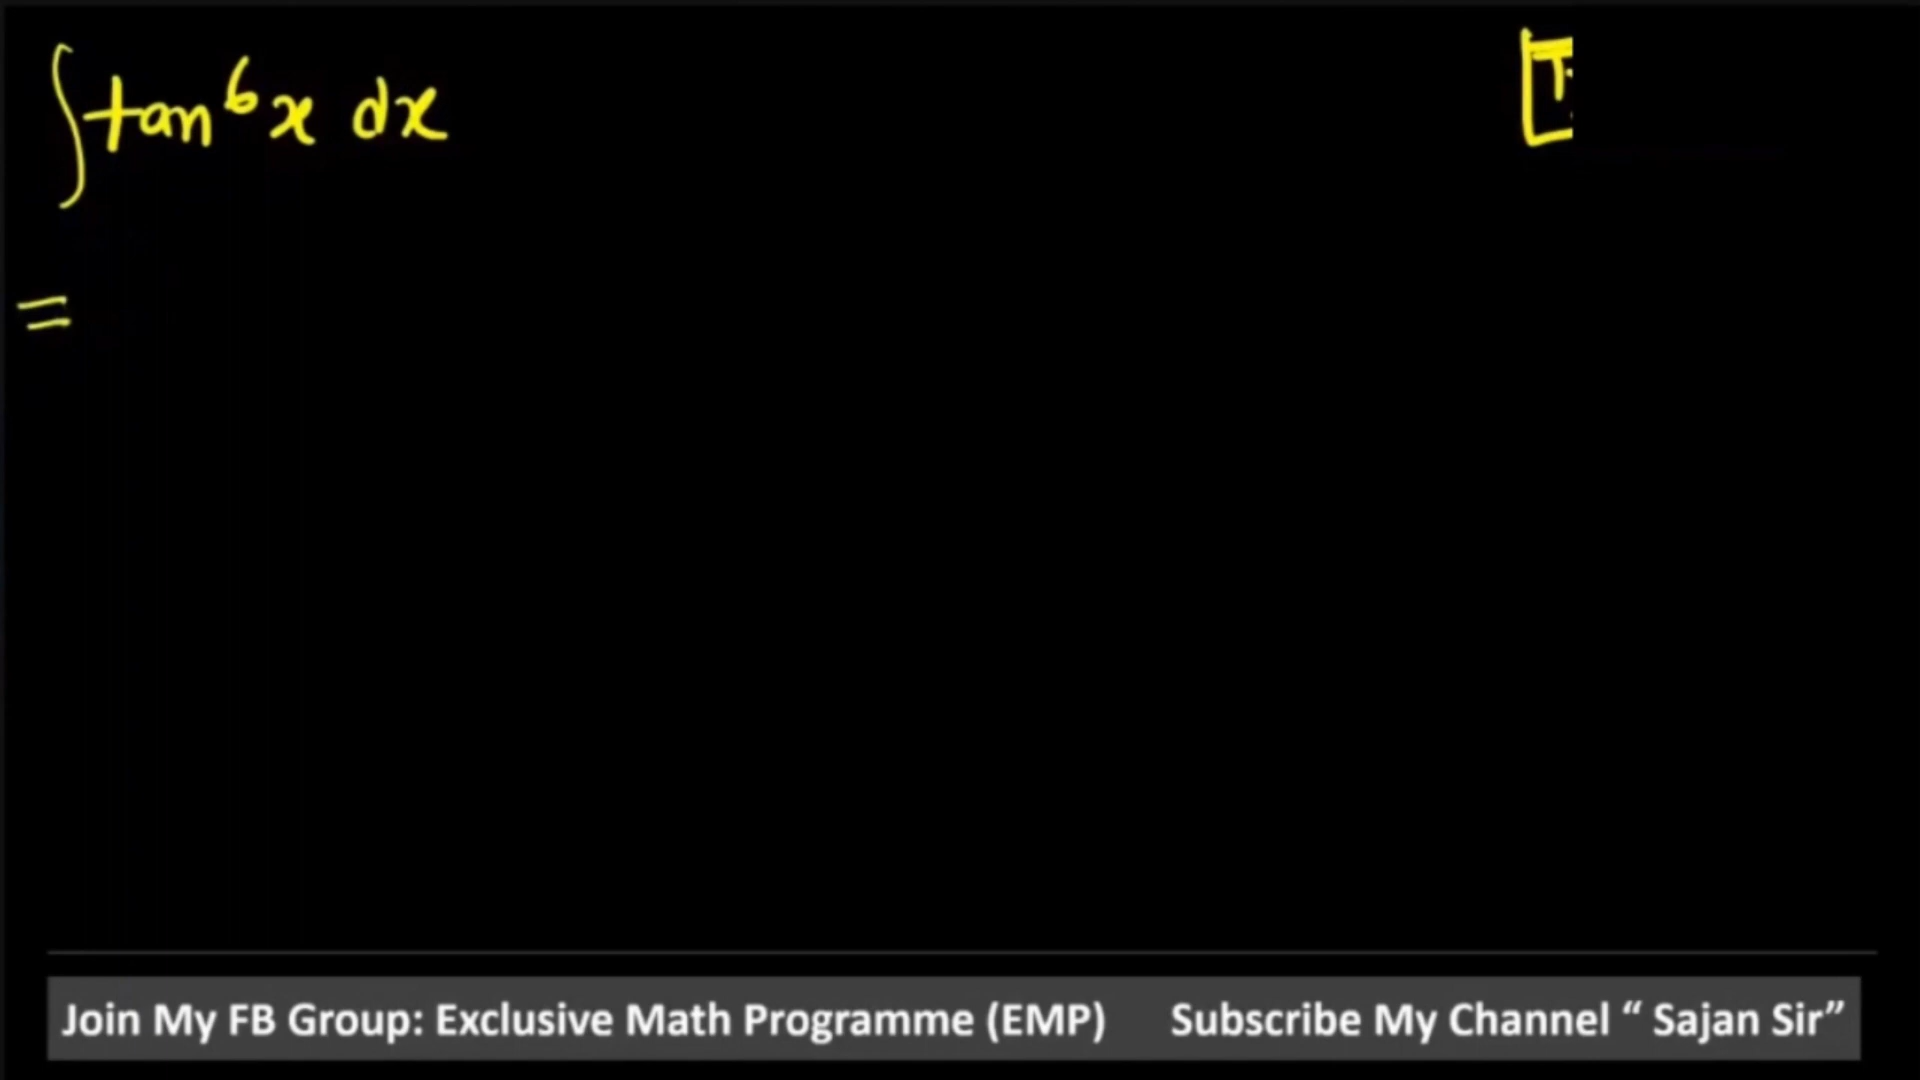 ∫tan⁶x dx
=
Join My FB Group: Exclusive Math Programme (EMP) Subscribe My Channel “ Sajan Sir”